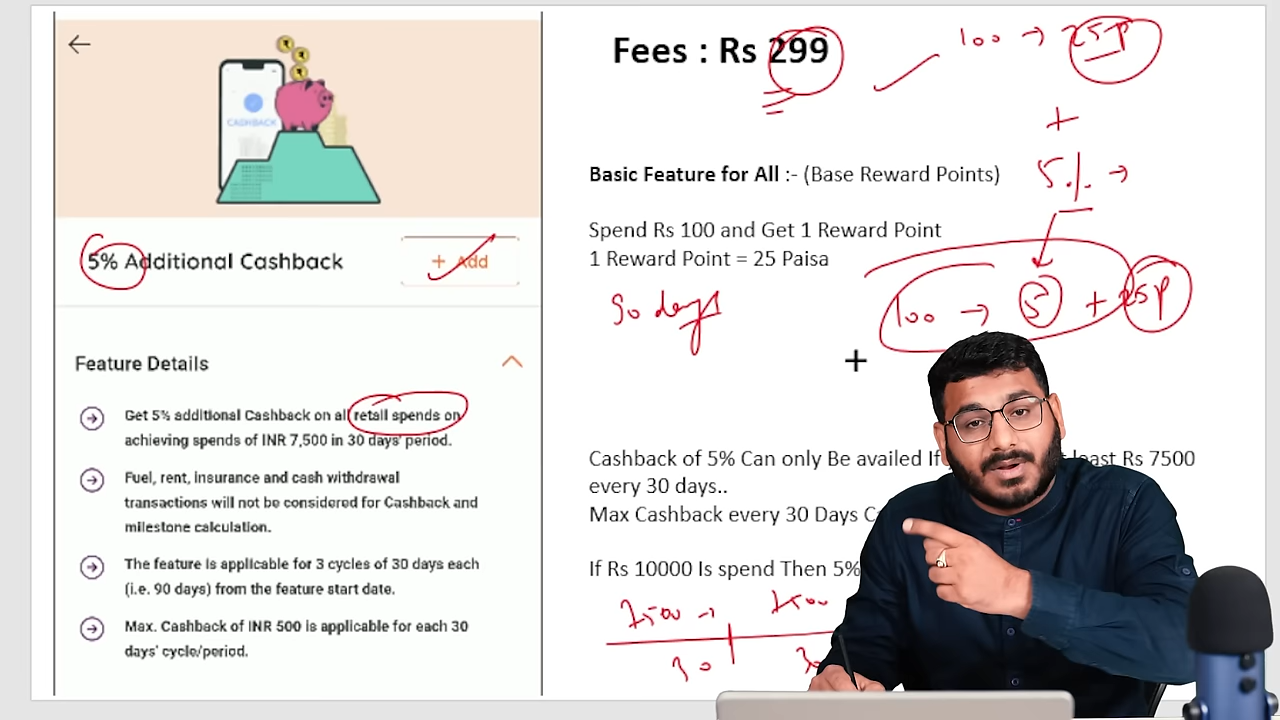 CASHBACK
5% Additional Cashback
+ Add
Feature Details
Get 5% additional Cashback on all retail spends on
achieving spends of INR 7,500 in 30 days' period.
Fuel, rent, insurance and cash withdrawal
transactions will not be considered for Cashback and
milestone calculation.
The feature is applicable for 3 cycles of 30 days each
(i.e. 90 days) from the feature start date.
Max. Cashback of INR 500 is applicable for each 30
days' cycle/period.
Fees : Rs 299
100 → 25p
+
5% →
Basic Feature for All :- (Base Reward Points)
Spend Rs 100 and Get 1 Reward Point
1 Reward Point = 25 Paisa
90 days
100 → 5 + 25p
+
Cashback of 5% Can only Be availed If least Rs 7500
every 30 days..
Max Cashback every 30 Days
If Rs 10000 Is spend Then 5%
7500 → 7500
30 30